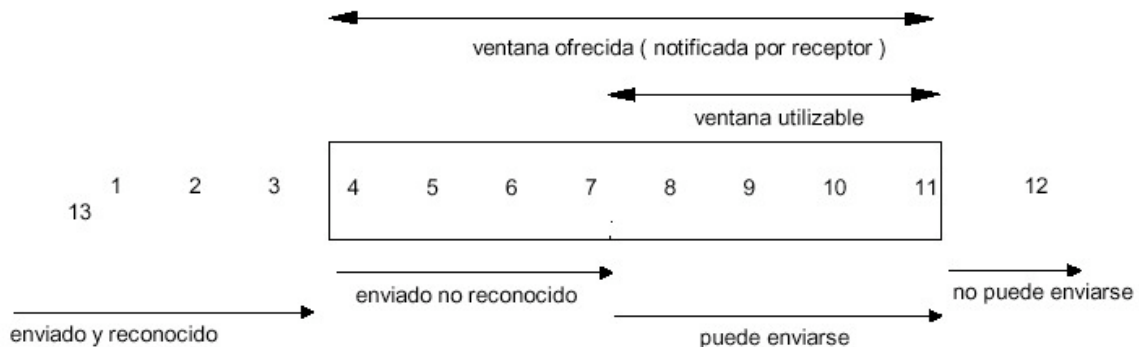 ventana ofrecida ( notificada por receptor )
ventana utilizable
1 2 3 4 5 6 7 8 9 10 11 12
13
enviado no reconocido
no puede enviarse
enviado y reconocido
puede enviarse